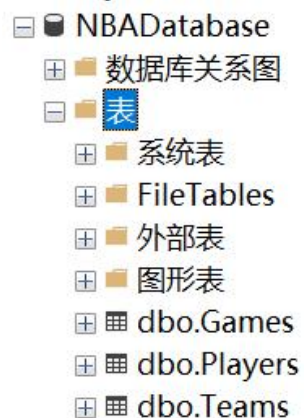 NBADatabase
数据库关系图
表
系统表
FileTables
外部表
图形表
dbo.Games
dbo.Players
dbo.Teams